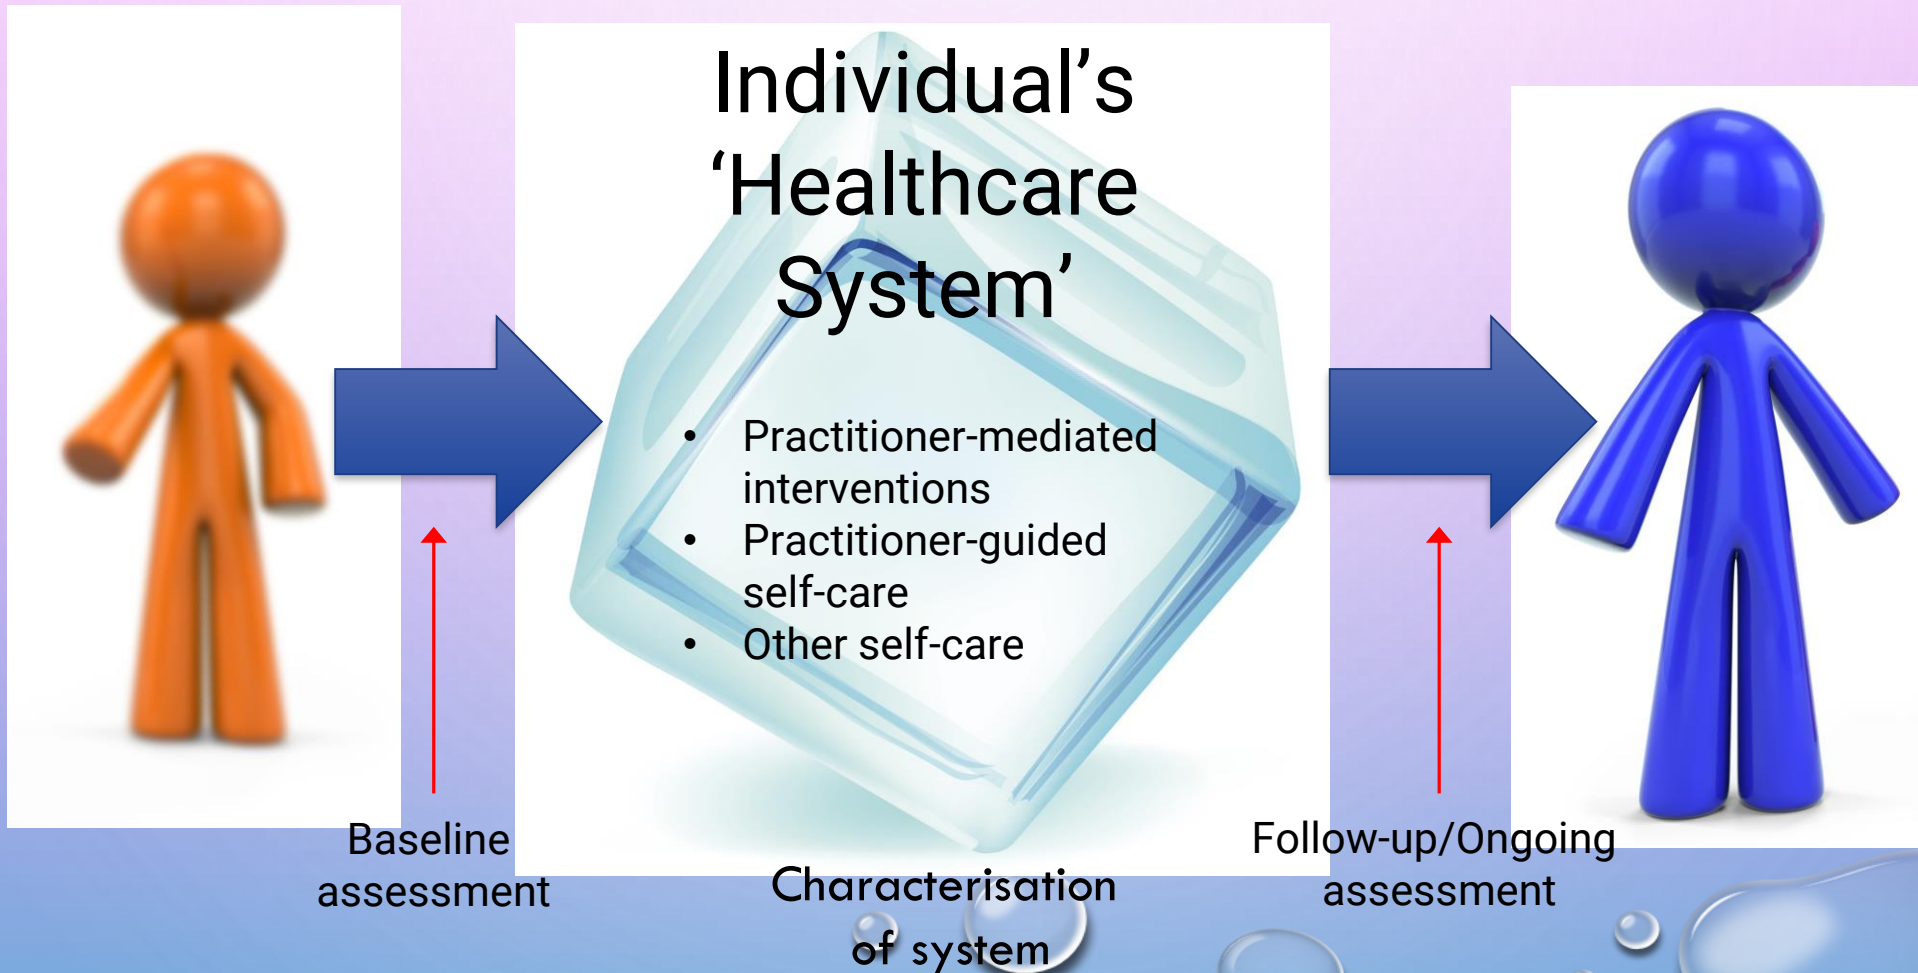 Individual’s
‘Healthcare
System’
• Practitioner-mediated
interventions
• Practitioner-guided
self-care
• Other self-care
Baseline
assessment
Characterisation
of system
Follow-up/Ongoing
assessment